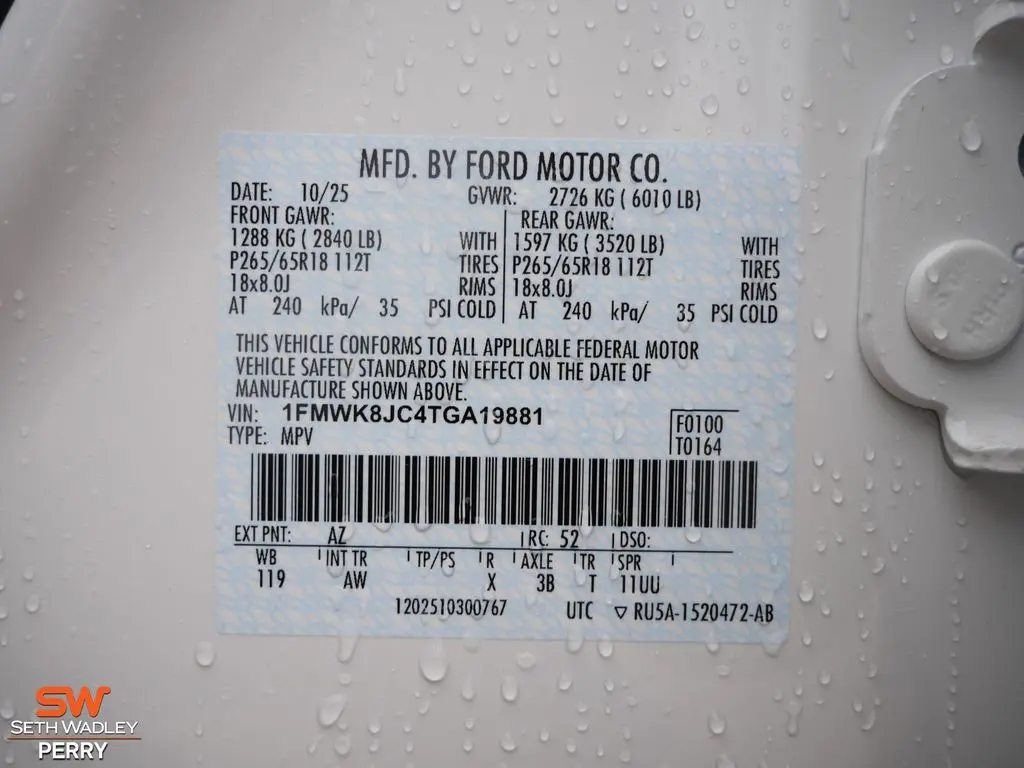 MFD. BY FORD MOTOR CO.
DATE: 10/25 GVWR: 2726 KG ( 6010 LB)
FRONT GAWR: REAR GAWR:
1288 KG ( 2840 LB) WITH 1597 KG ( 3520 LB) WITH
P265/65R18 112T TIRES P265/65R18 112T TIRES
18x8.0J RIMS 18x8.0J RIMS
AT 240 kPa/ 35 PSI COLD AT 240 kPa/ 35 PSI COLD
THIS VEHICLE CONFORMS TO ALL APPLICABLE FEDERAL MOTOR
VEHICLE SAFETY STANDARDS IN EFFECT ON THE DATE OF
MANUFACTURE SHOWN ABOVE.
VIN: 1FMWK8JC4TGA19881 F0100
TYPE: MPV T0164
EXT PNT: AZ RC: 52 DSO:
WB INT TR TP/PS R AXLE TR SPR
119 AW X 3B T 11UU
1202510300767 UTC ▽ RU5A-1520472-AB
SW
SETH WADLEY
PERRY